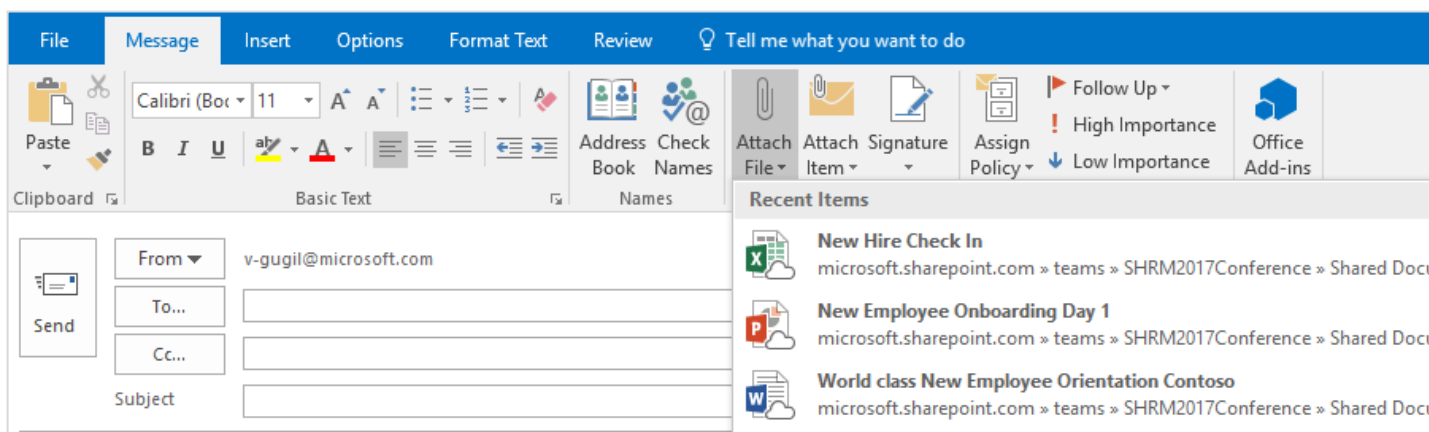 File Message Insert Options Format Text Review Tell me what you want to do
Calibri (Boc 11 A A
Paste B I U aby A Address Book Check Names Attach File Attach Item Signature Assign Policy Follow Up
High Importance
Low Importance
Office Add-ins
Clipboard Basic Text Names Recent Items
New Hire Check In
microsoft.sharepoint.com » teams » SHRM2017Conference » Shared Docu
New Employee Onboarding Day 1
microsoft.sharepoint.com » teams » SHRM2017Conference » Shared Docu
World class New Employee Orientation Contoso
microsoft.sharepoint.com » teams » SHRM2017Conference » Shared Docu
Send
From v-gugil@microsoft.com
To...
Cc...
Subject